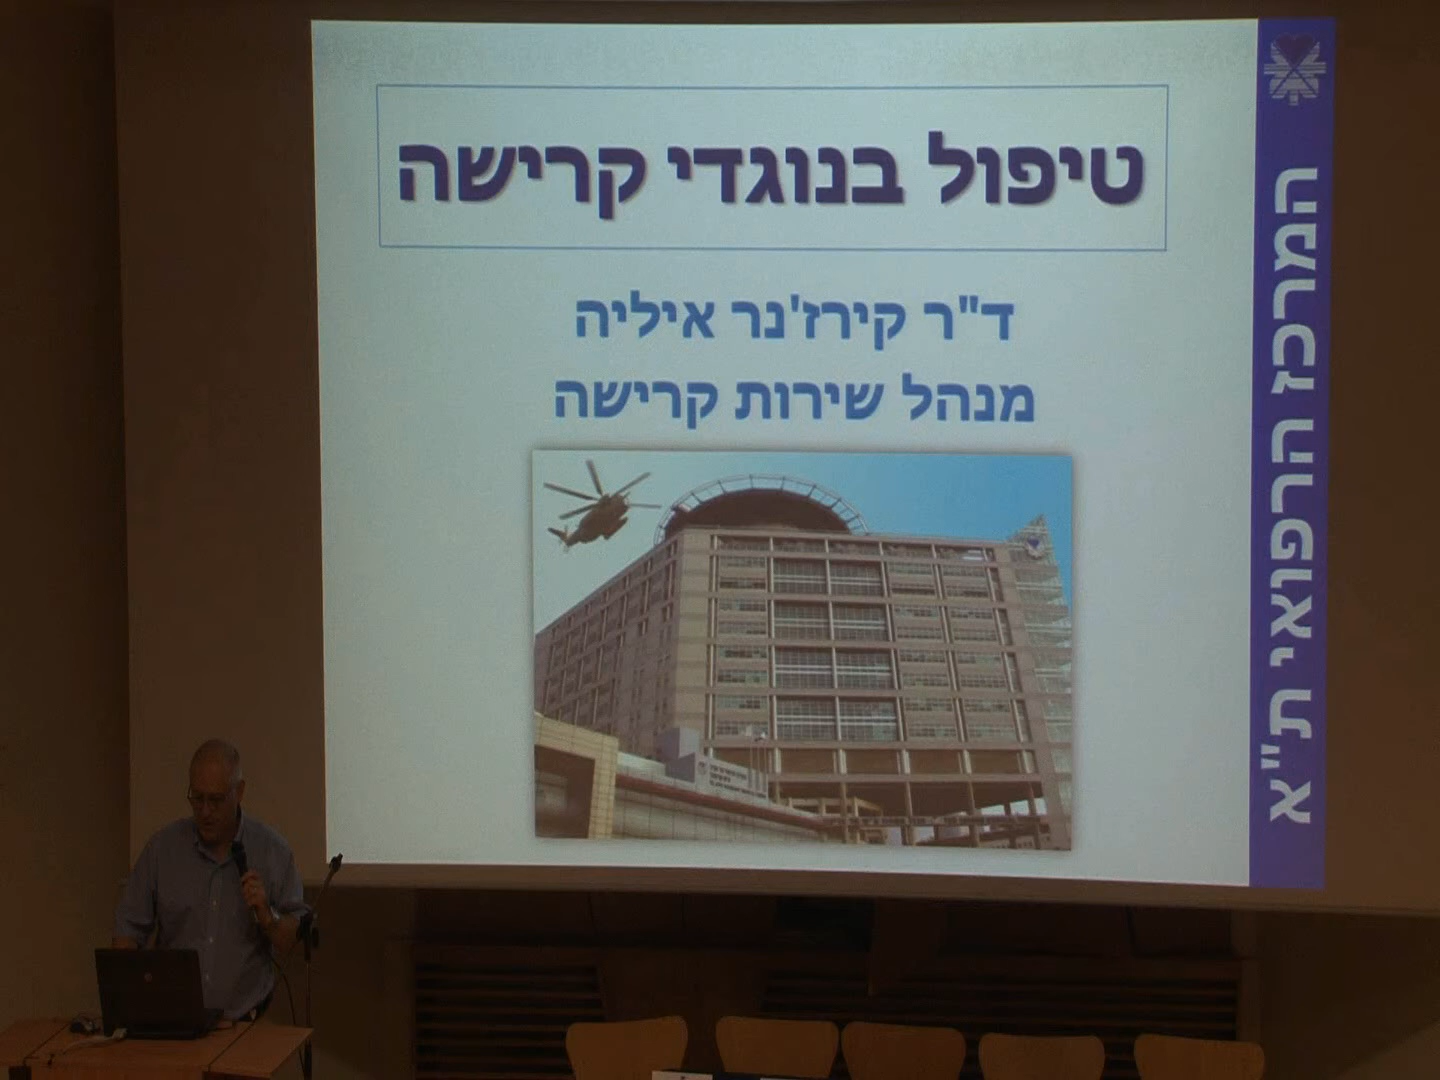 טיפול בנוגדי קרישה
ד"ר קירז'נר איליה
מנהל שירות קרישה
המרכז הרפואי ת"א